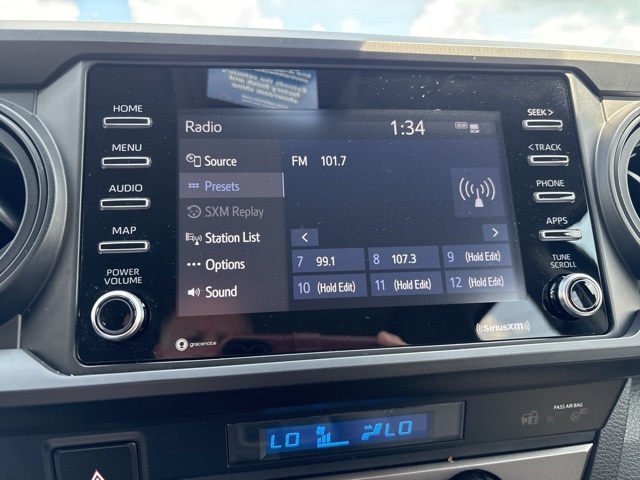 HOME
MENU
AUDIO
MAP
POWER
VOLUME
Radio
1:34
DCM
Source
Presets
SXM Replay
Station List
Options
Sound
FM 101.7
<
>
7 99.1
8 107.3
9 (Hold Edit)
10 (Hold Edit)
11 (Hold Edit)
12 (Hold Edit)
SEEK >
< TRACK
PHONE
APPS
TUNE
SCROLL
gracenote
((SiriusXM))
LO
LO
PASS AIR BAG